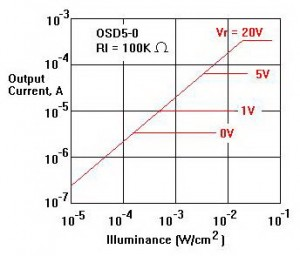 10⁻³
OSD5-0
RI = 100K Ω
Vr = 20V
10⁻⁴
Output
Current, A
5V
10⁻⁵
1V
0V
10⁻⁶
10⁻⁷
10⁻⁵ 10⁻⁴ 10⁻³ 10⁻² 10⁻¹
Illuminance (W/cm²)